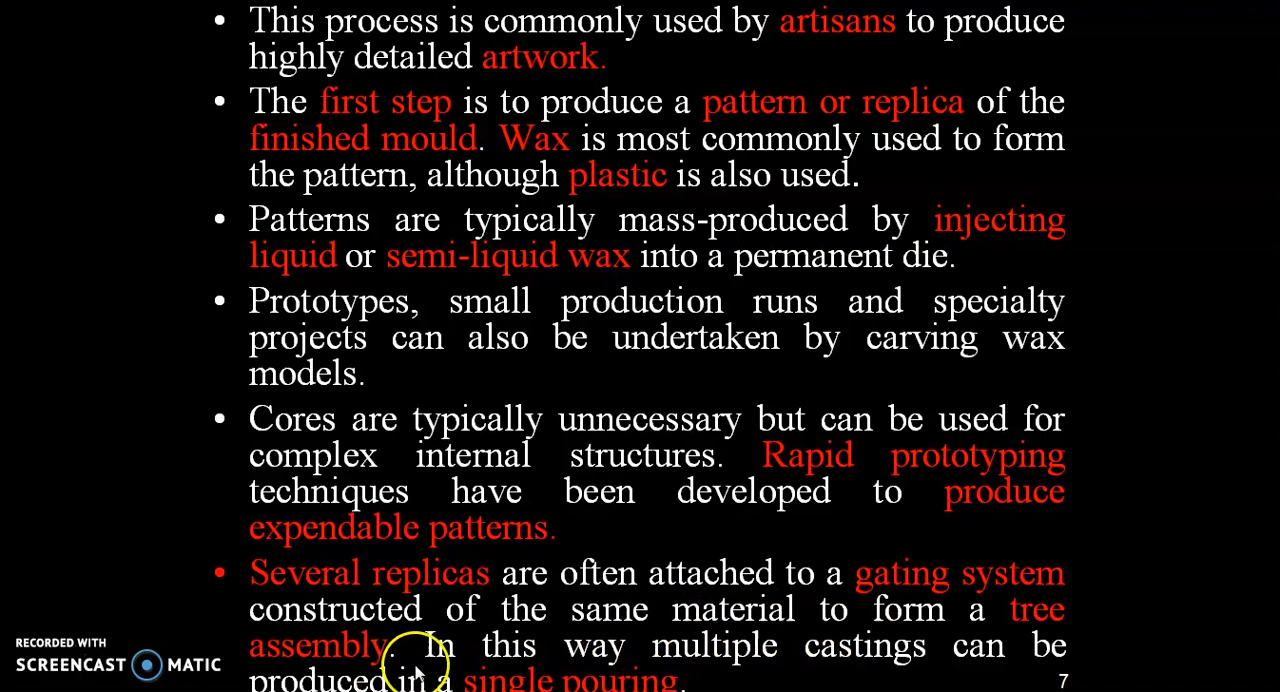 • This process is commonly used by artisans to produce
highly detailed artwork.
• The first step is to produce a pattern or replica of the
finished mould. Wax is most commonly used to form
the pattern, although plastic is also used.
• Patterns are typically mass-produced by injecting
liquid or semi-liquid wax into a permanent die.
• Prototypes, small production runs and specialty
projects can also be undertaken by carving wax
models.
• Cores are typically unnecessary but can be used for
complex internal structures. Rapid prototyping
techniques have been developed to produce
expendable patterns.
• Several replicas are often attached to a gating system
constructed of the same material to form a tree
assembly. In this way multiple castings can be
produced in a single pouring.
7
RECORDED WITH
SCREENCAST MATIC